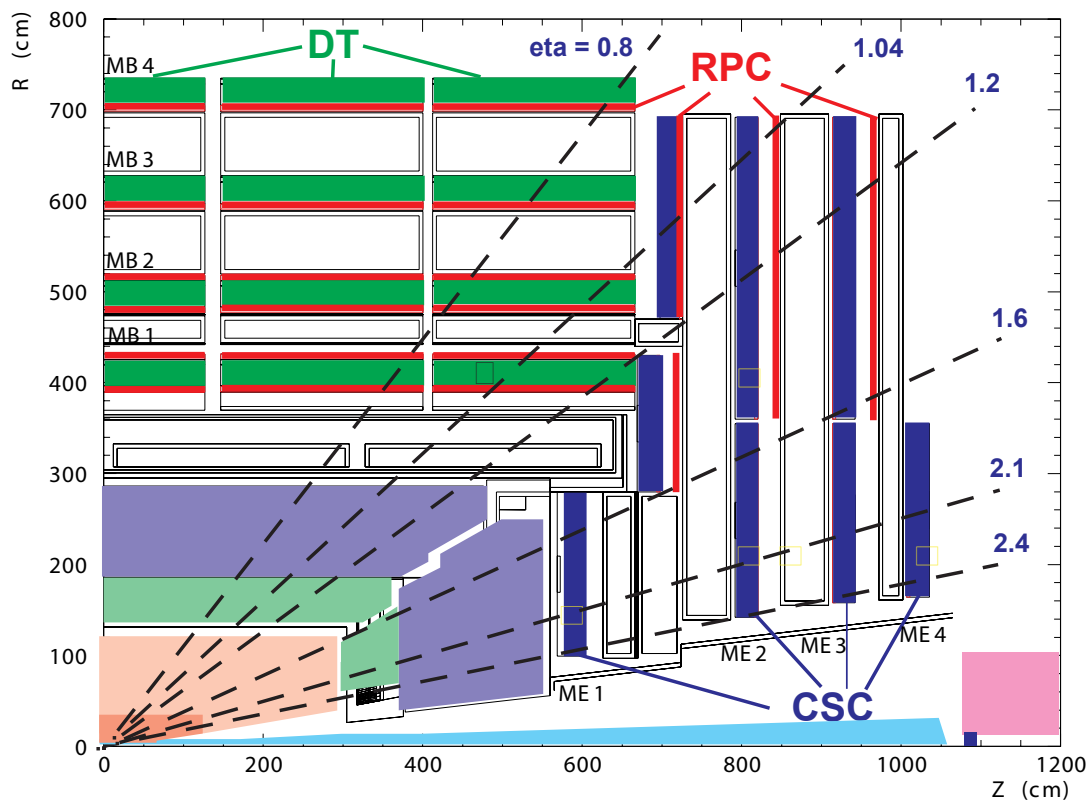 800
700
600
500
400
300
200
100
0
R (cm)
MB 4
MB 3
MB 2
MB 1
DT
eta = 0.8
1.04
1.2
RPC
1.6
2.1
2.4
ME 1
ME 2
ME 3
ME 4
CSC
0
200
400
600
800
1000
1200
Z (cm)